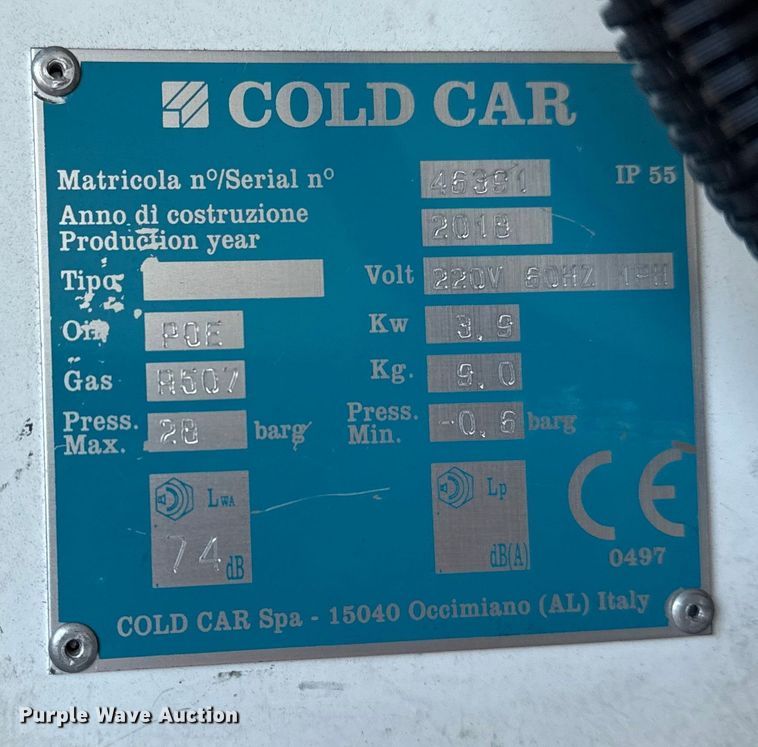 COLD CAR
Matricola nº/Serial nº 46391 IP 55
Anno di costruzione
Production year 2018
Tipo Volt 220V 60HZ 1PH
Oil POE Kw 3,9
Gas R507 Kg. 9,0
Press. Max. 28 barg Press. Min. -0,6 barg
LWA Lp
74 dB dB(A)
CE
0497
COLD CAR Spa - 15040 Occimiano (AL) Italy
Purple Wave Auction